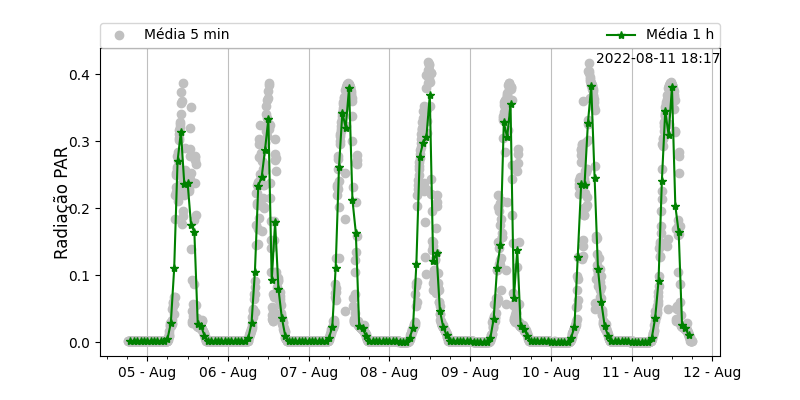 Média 5 min
Média 1 h
2022-08-11 18:17
Radiação PAR
0.4
0.3
0.2
0.1
0.0
05 - Aug
06 - Aug
07 - Aug
08 - Aug
09 - Aug
10 - Aug
11 - Aug
12 - Aug